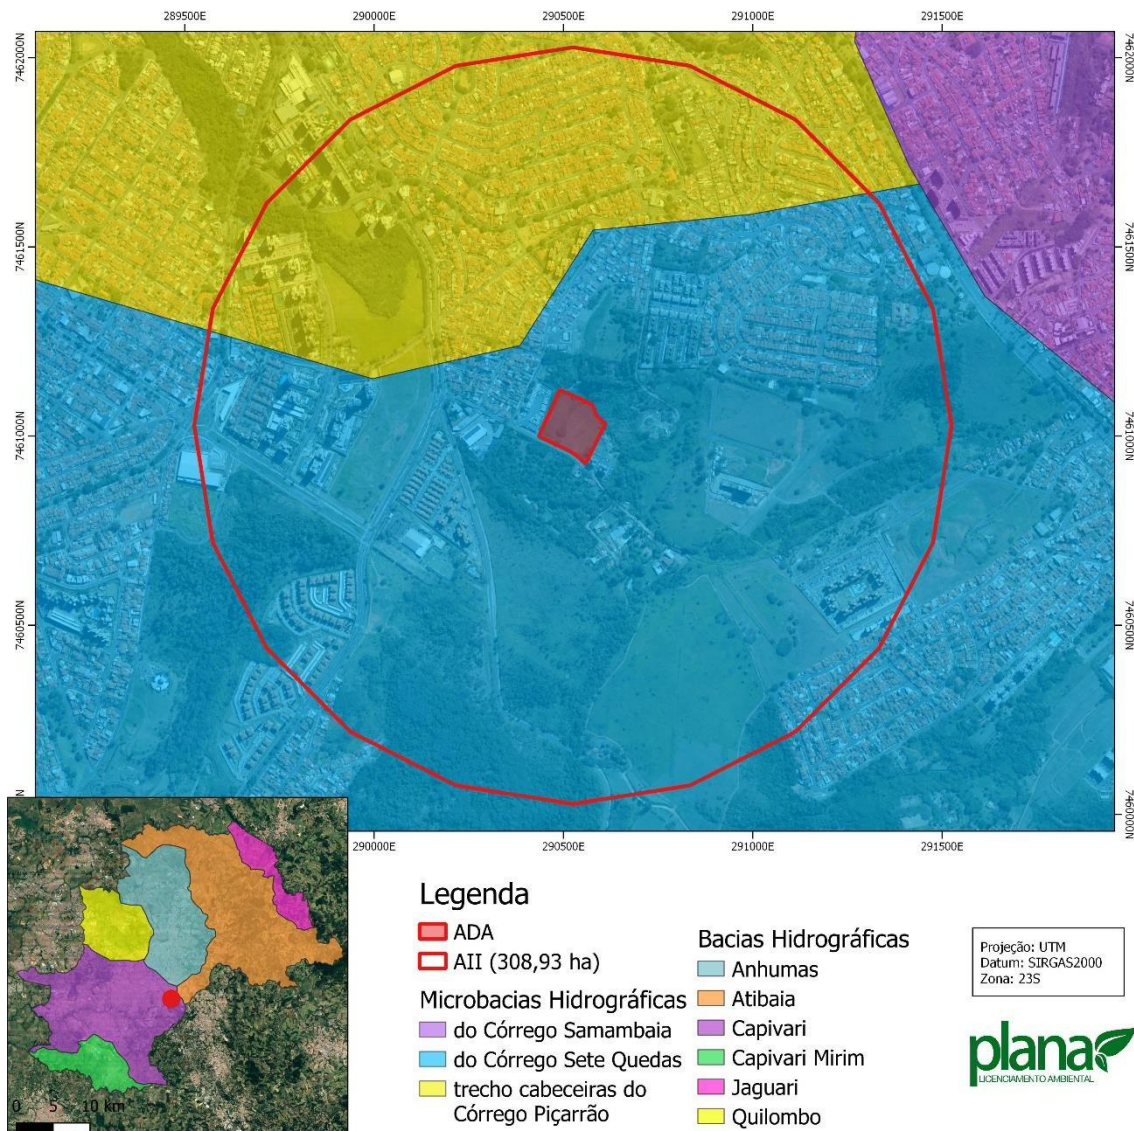 289500E 290000E 290500E 291000E 291500E
7462000N 7462000N
7461500N 7461500N
7461000N 7461000N
7460500N 7460500N
N 7460000N
290000E 290500E 291000E 291500E
0 5 10 km
Legenda
ADA
AII (308,93 ha)
Microbacias Hidrográficas
do Córrego Samambaia
do Córrego Sete Quedas
trecho cabeceiras do
Córrego Piçarrão
Bacias Hidrográficas
Anhumas
Atibaia
Capivari
Capivari Mirim
Jaguari
Quilombo
Projeção: UTM
Datum: SIRGAS2000
Zona: 23S
plana
LICENCIAMENTO AMBIENTAL